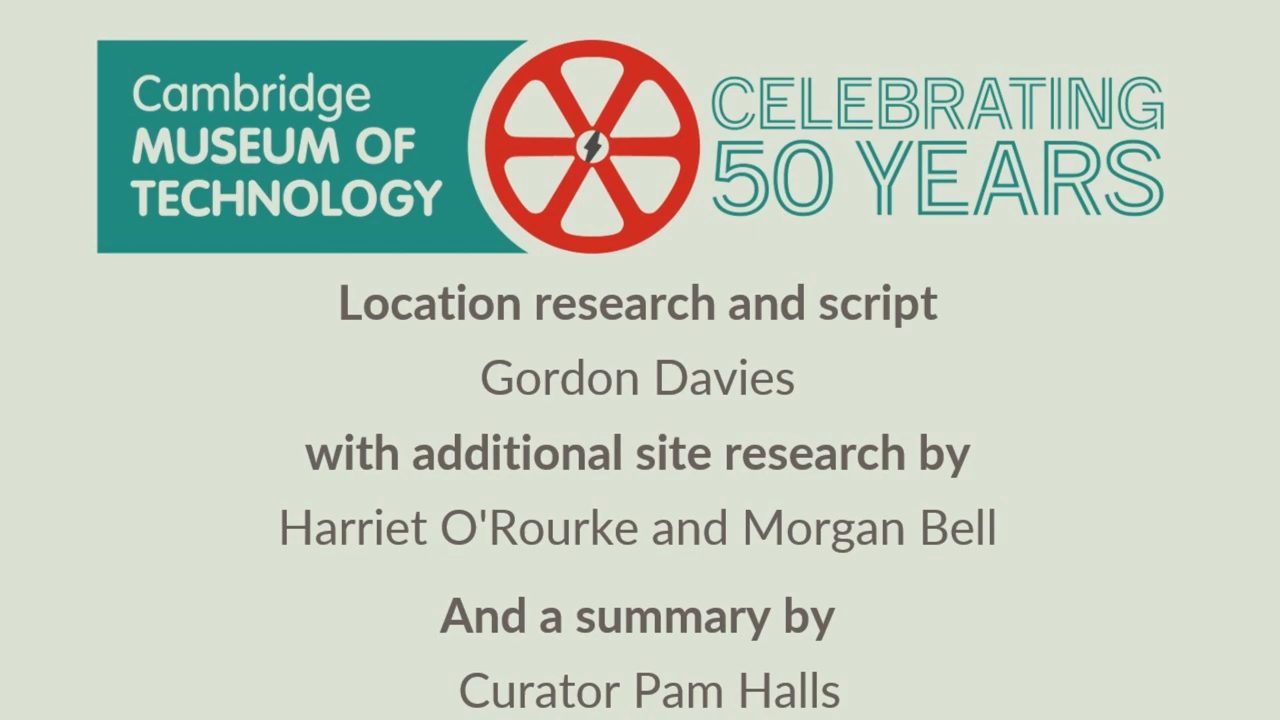 Cambridge
MUSEUM OF
TECHNOLOGY
CELEBRATING
50 YEARS
Location research and script
Gordon Davies
with additional site research by
Harriet O'Rourke and Morgan Bell
And a summary by
Curator Pam Halls